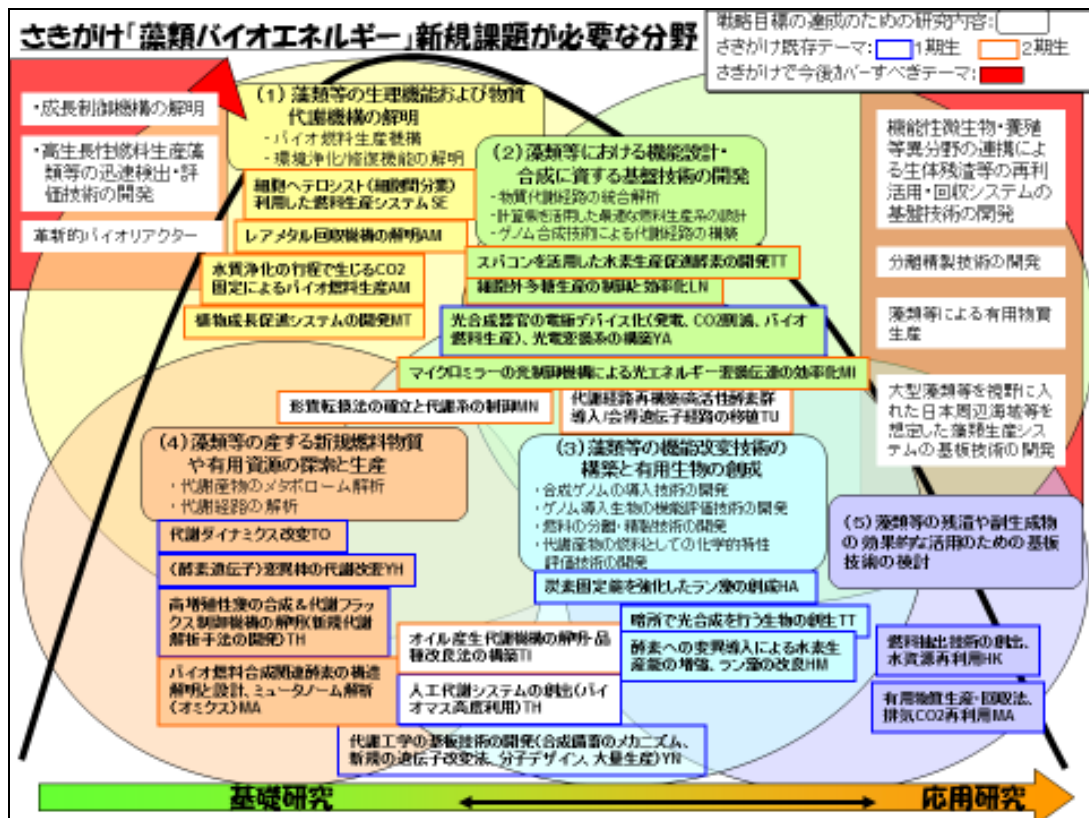 さきがけ「藻類バイオエネルギー」新規課題が必要な分野
戦略目標の達成のための研究内容:
さきがけ既存テーマ: 1期生 2期生
さきがけで今後カバーすべきテーマ:
・成長制御機構の解明
・高生長性燃料生産藻
類等の迅速検出・評
価技術の開発
革新的バイオリアクター
(1)藻類等の生理機能および物質
代謝機構の解明
・バイオ燃料生産機構
・環境浄化/修復機能の解明
細胞ヘテロシスト(細胞間分業)
利用した燃料生産システムSE
レアメタル回収機構の解明AM
水質浄化の行程で生じるCO2
固定によるバイオ燃料生産AM
植物成長促進システムの開発MT
(2)藻類等における機能設計・
合成に資する基盤技術の開発
・物質代謝経路の統合解析
・計算機を活用した最適な燃料生産系の設計
・ゲノム合成技術による代謝経路の構築
スパコンを活用した水素生産促進酵素の開発TT
細胞外多糖生産の制御と効率化LN
光合成器官の電極デバイス化(発電、CO2削減、バイオ
燃料生産)、光電変換系の構築YA
マイクロミラーの光制御機構による光エネルギー変換伝達の効率化MI
形質転換法の確立と代謝系の制御MN
代謝経路再構築/高活性酵素群
導入/会得遺伝子経路の移植TU
機能性微生物・養殖
等異分野の連携によ
る生体残渣等の再利
活用・回収システムの
基盤技術の開発
分離精製技術の開発
藻類等による有用物質
生産
大型藻類等を視野に入
れた日本周辺海域等を
想定した藻類生産シス
テムの基板技術の開発
(4)藻類等の産する新規燃料物質
や有用資源の探索と生産
・代謝産物のメタボローム解析
・代謝経路の解析
代謝ダイナミクス改変TO
(酵素遺伝子)変異株の代謝改変YH
高増殖性藻の合成&代謝フラッ
クス制御機構の解明(新規代謝
解析手法の開発)TH
バイオ燃料合成関連酵素の構造
解明と設計、ミュータノーム解析
(オミクス)MA
(3)藻類等の機能改変技術の
構築と有用生物の創成
・合成ゲノムの導入技術の開発
・ゲノム導入生物の機能評価技術の開発
・燃料の分離・精製技術の開発
・代謝産物の燃料としての化学的特性
評価技術の開発
炭素固定能を強化したラン藻の創成HA
暗所で光合成を行う生物の創生TT
酵素への変異導入による水素生
産能の増強、ラン藻の改良HM
オイル産生代謝機構の解明・品
種改良法の構築TI
人工代謝システムの創出(バイ
オマス高度利用)TH
代謝工学の基板技術の開発(合成備蓄のメカニズム、
新規の遺伝子改変法、分子デザイン、大量生産)YN
(5)藻類等の残渣や副生成物
の効果的な活用のための基板
技術の検討
燃料抽出技術の創出、
水資源再利用HK
有用物質生産・回収法、
排気CO2再利用MA
基礎研究
応用研究